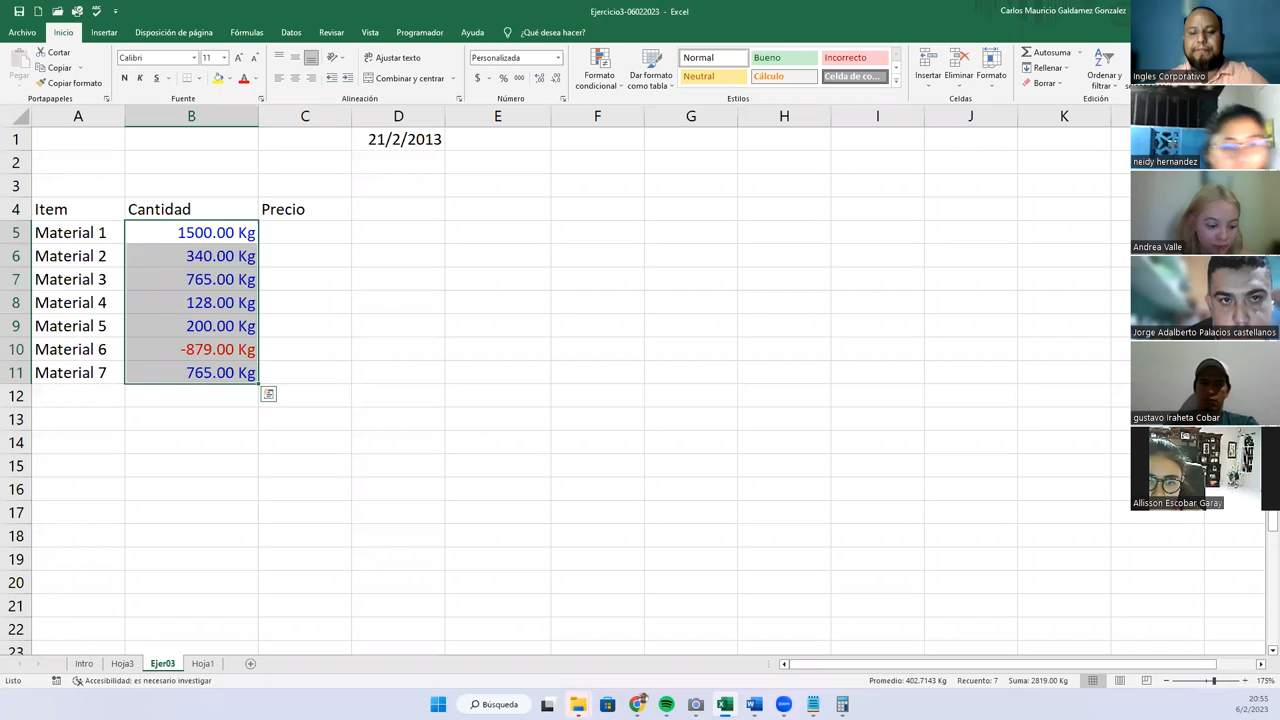 Ejercicio3-06022023 - Excel
Carlos Mauricio Galdamez Gonzalez
Archivo Inicio Insertar Disposición de página Fórmulas Datos Revisar Vista Programador Ayuda ¿Qué desea hacer?
Pegar
Cortar
Copiar
Copiar formato
Portapapeles
Calibri 11
N K S
Fuente
Ajustar texto
Combinar y centrar
Alineación
Personalizada
$ % 000
Número
Formato condicional
Dar formato como tabla
Normal Bueno Incorrecto
Neutral Cálculo Celda de co...
Estilos
Insertar Eliminar Formato
Celdas
Autosuma
Rellenar
Borrar
Ordenar y filtrar
Edición
A B C D E F G H I J K
1 21/2/2013
2
3
4 Item Cantidad Precio
5 Material 1 1500.00 Kg
6 Material 2 340.00 Kg
7 Material 3 765.00 Kg
8 Material 4 128.00 Kg
9 Material 5 200.00 Kg
10 Material 6 -879.00 Kg
11 Material 7 765.00 Kg
12
13
14
15
16
17
18
19
20
21
22
23
Ingles Corporativo
neidy hernandez
Andrea Valle
Jorge Adalberto Palacios castellanos
gustavo Iraheta Cobar
Allisson Escobar Garay
Intro Hoja3 Ejer03 Hoja1
Listo Accesibilidad: es necesario investigar Promedio: 402.7143 Kg Recuento: 7 Suma: 2819.00 Kg 175%
Búsqueda
20:55
6/2/2023